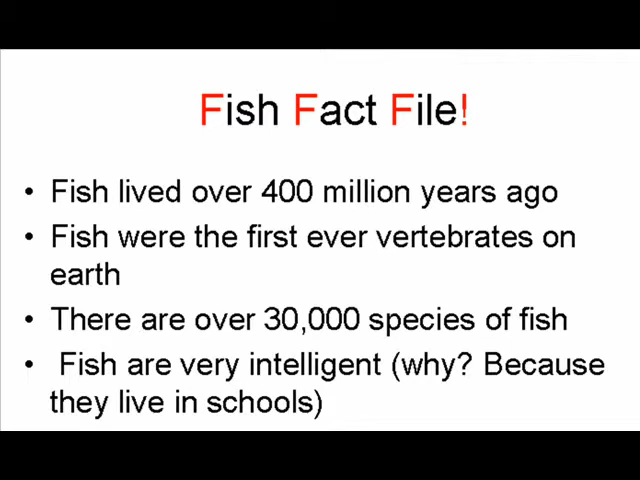 Fish Fact File!
• Fish lived over 400 million years ago
• Fish were the first ever vertebrates on
earth
• There are over 30,000 species of fish
• Fish are very intelligent (why? Because
they live in schools)